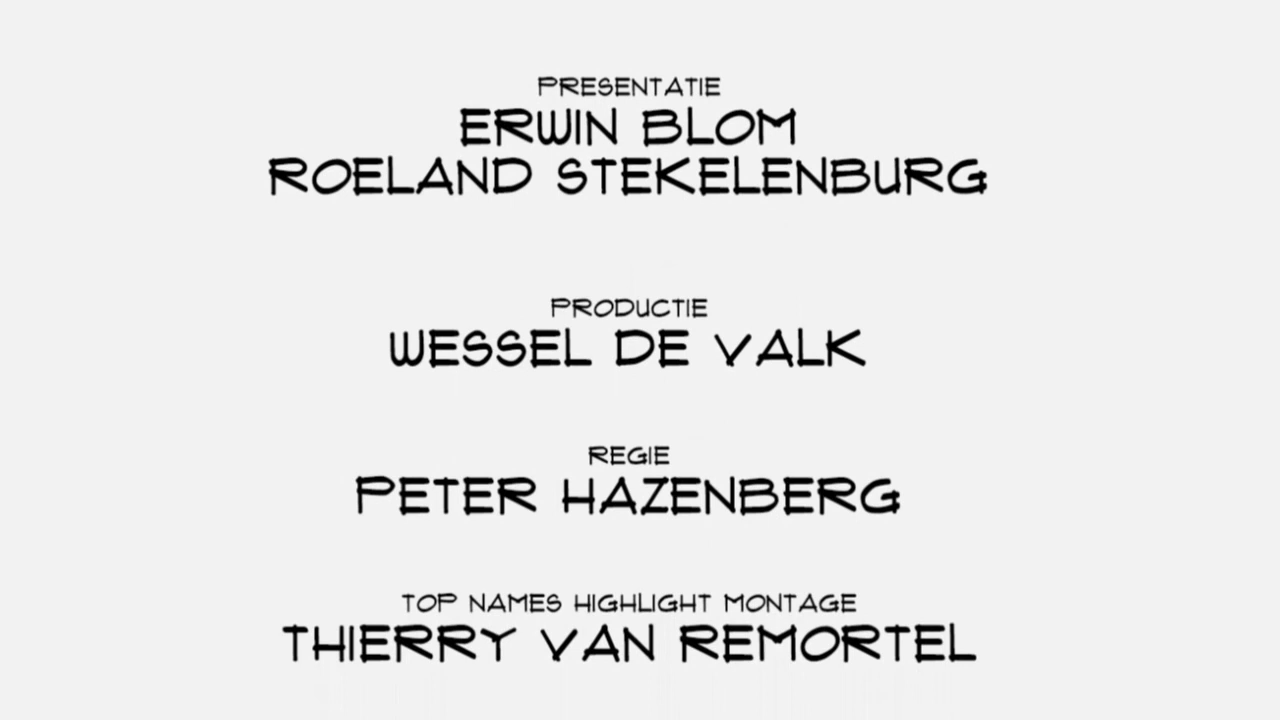 PRESENTATIE
ERWIN BLOM
ROELAND STEKELENBURG
PRODUCTIE
WESSEL DE VALK
REGIE
PETER HAZENBERG
TOP NAMES HIGHLIGHT MONTAGE
THIERRY VAN REMORTEL